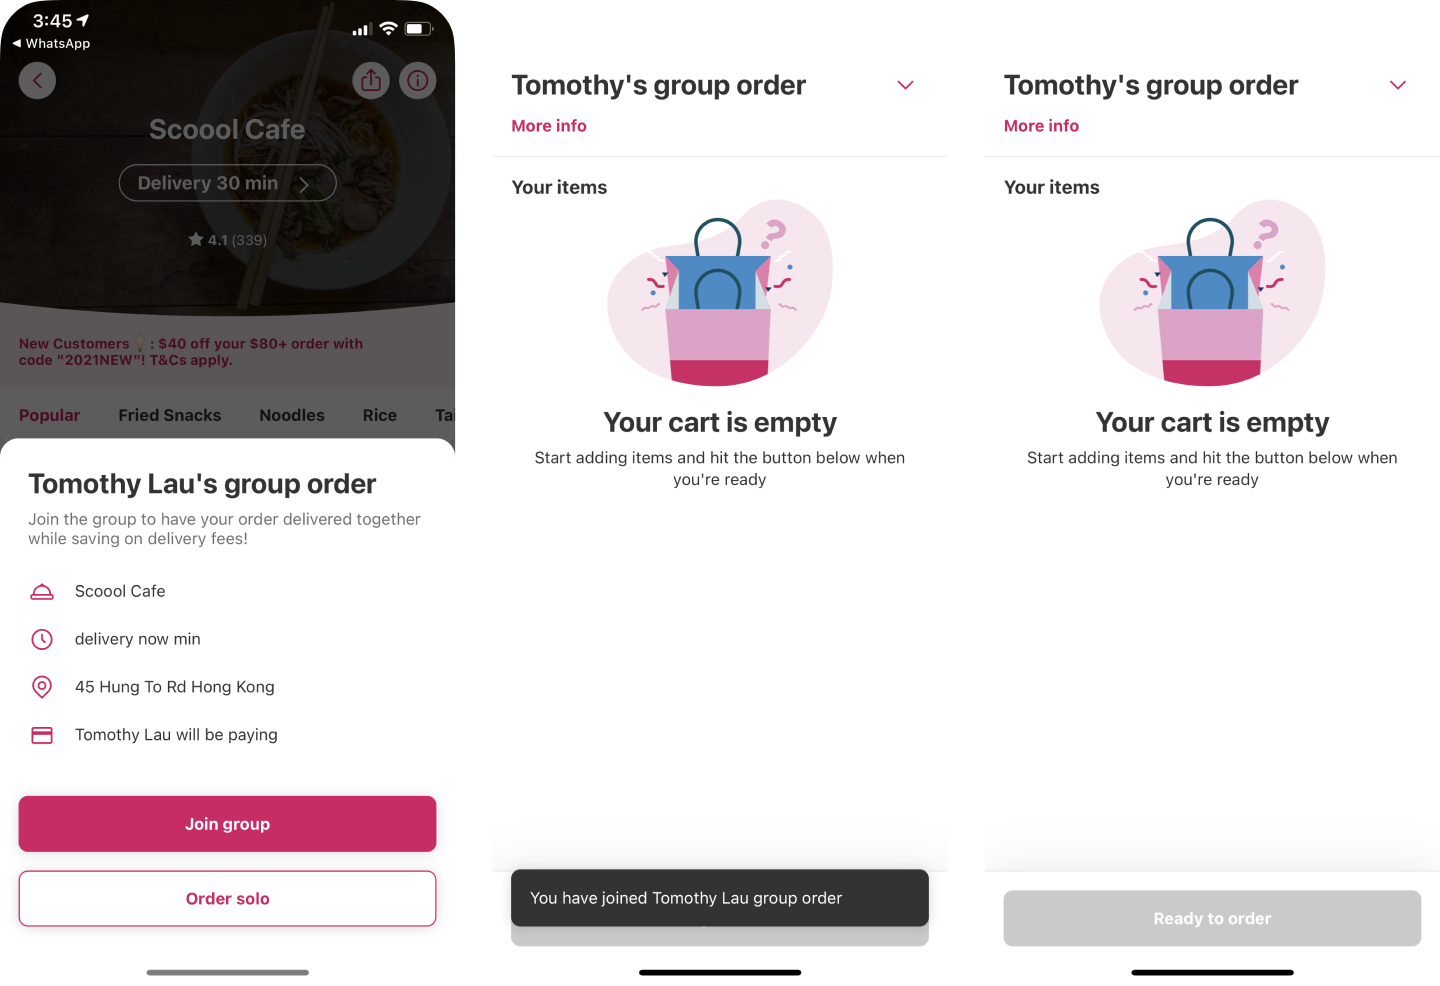 3:45
WhatsApp
Scoool Cafe
Delivery 30 min
4.1 (339)
New Customers💡: $40 off your $80+ order with
code "2021NEW"! T&Cs apply.
Popular Fried Snacks Noodles Rice Tai
Tomothy Lau's group order
Join the group to have your order delivered together
while saving on delivery fees!
Scoool Cafe
delivery now min
45 Hung To Rd Hong Kong
Tomothy Lau will be paying
Join group
Order solo
Tomothy's group order
More info
Your items
?
Your cart is empty
Start adding items and hit the button below when
you're ready
You have joined Tomothy Lau group order
Tomothy's group order
More info
Your items
?
Your cart is empty
Start adding items and hit the button below when
you're ready
Ready to order